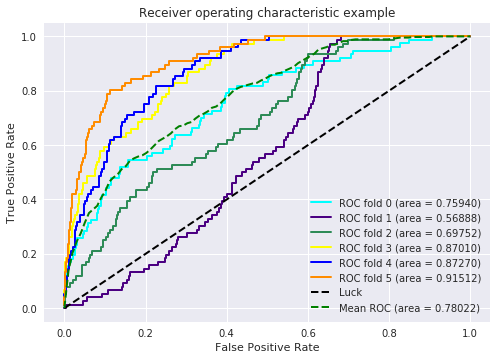 Receiver operating characteristic example
True Positive Rate
1.0
0.8
0.6
0.4
0.2
0.0
ROC fold 0 (area = 0.75940)
ROC fold 1 (area = 0.56888)
ROC fold 2 (area = 0.69752)
ROC fold 3 (area = 0.87010)
ROC fold 4 (area = 0.87270)
ROC fold 5 (area = 0.91512)
Luck
Mean ROC (area = 0.78022)
0.0 0.2 0.4 0.6 0.8 1.0
False Positive Rate